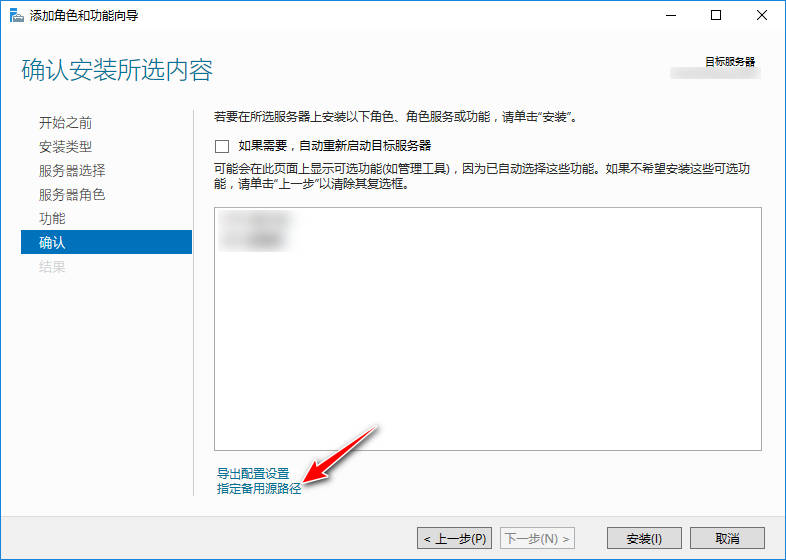 添加角色和功能向导
确认安装所选内容
目标服务器
开始之前
安装类型
服务器选择
服务器角色
功能
确认
结果
若要在所选服务器上安装以下角色、角色服务或功能，请单击“安装”。
如果需要，自动重新启动目标服务器
可能会在此页面上显示可选功能(如管理工具)，因为已自动选择这些功能。如果不希望安装这些可选功
能，请单击“上一步”以清除其复选框。
导出配置设置
指定备用源路径
< 上一步(P)
下一步(N) >
安装(I)
取消